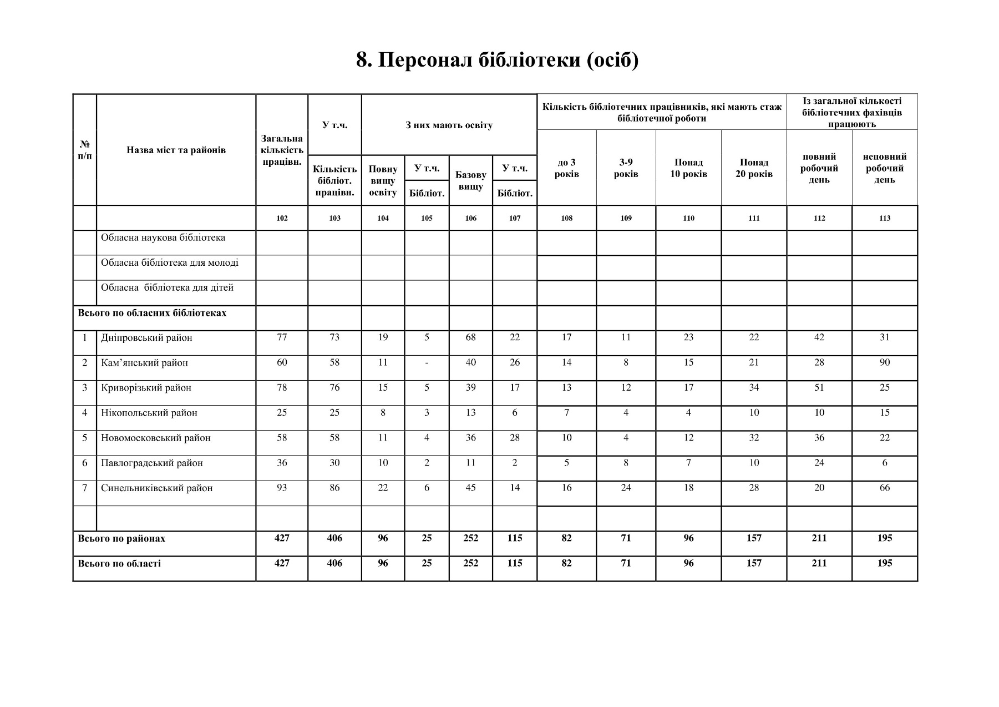 8. Персонал бібліотеки (осіб)
№ п/п
Назва міст та районів
Загальна кількість працівн.
У т.ч.
З них мають освіту
Кількість бібліотечних працівників, які мають стаж бібліотечної роботи
Із загальної кількості бібліотечних фахівців працюють
Кількість бібліот. працівн.
Повну вищу освіту
У т.ч.
Бібліот.
Базову вищу
У т.ч.
Бібліот.
до 3 років
3-9 років
Понад 10 років
Понад 20 років
повний робочий день
неповний робочий день
102 103 104 105 106 107 108 109 110 111 112 113
Обласна наукова бібліотека
Обласна бібліотека для молоді
Обласна бібліотека для дітей
Всього по обласних бібліотеках
1 Дніпровський район 77 73 19 5 68 22 17 11 23 22 42 31
2 Кам’янський район 60 58 11 - 40 26 14 8 15 21 28 90
3 Криворізький район 78 76 15 5 39 17 13 12 17 34 51 25
4 Нікопольський район 25 25 8 3 13 6 7 4 4 10 10 15
5 Новомосковський район 58 58 11 4 36 28 10 4 12 32 36 22
6 Павлоградський район 36 30 10 2 11 2 5 8 7 10 24 6
7 Синельниківський район 93 86 22 6 45 14 16 24 18 28 20 66
Всього по районах 427 406 96 25 252 115 82 71 96 157 211 195
Всього по області 427 406 96 25 252 115 82 71 96 157 211 195